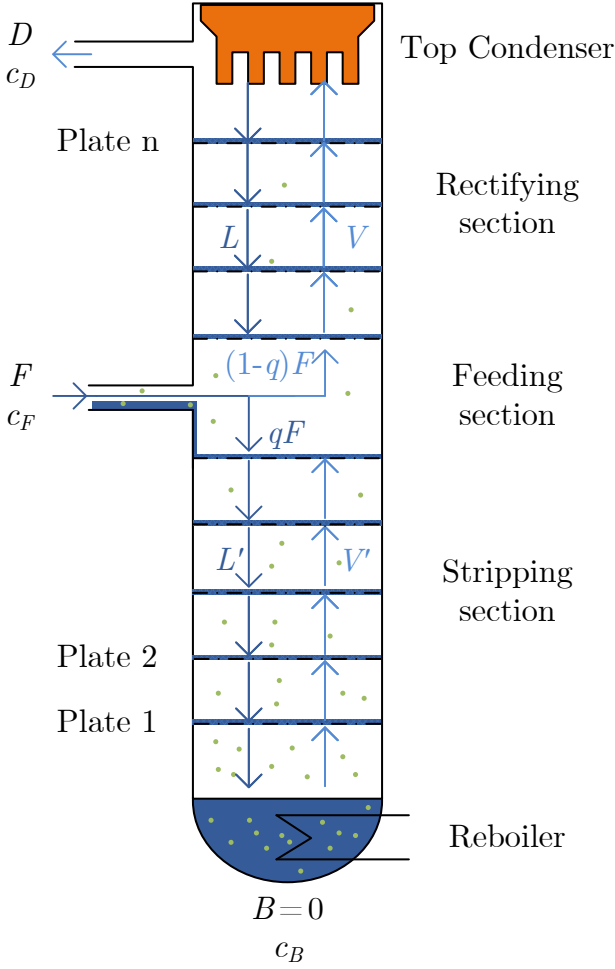 D
c_D
Top Condenser
Plate n
Rectifying
section
L
V
(1-q)F
F
c_F
Feeding
section
qF
L'
V'
Stripping
section
Plate 2
Plate 1
Reboiler
B=0
c_B